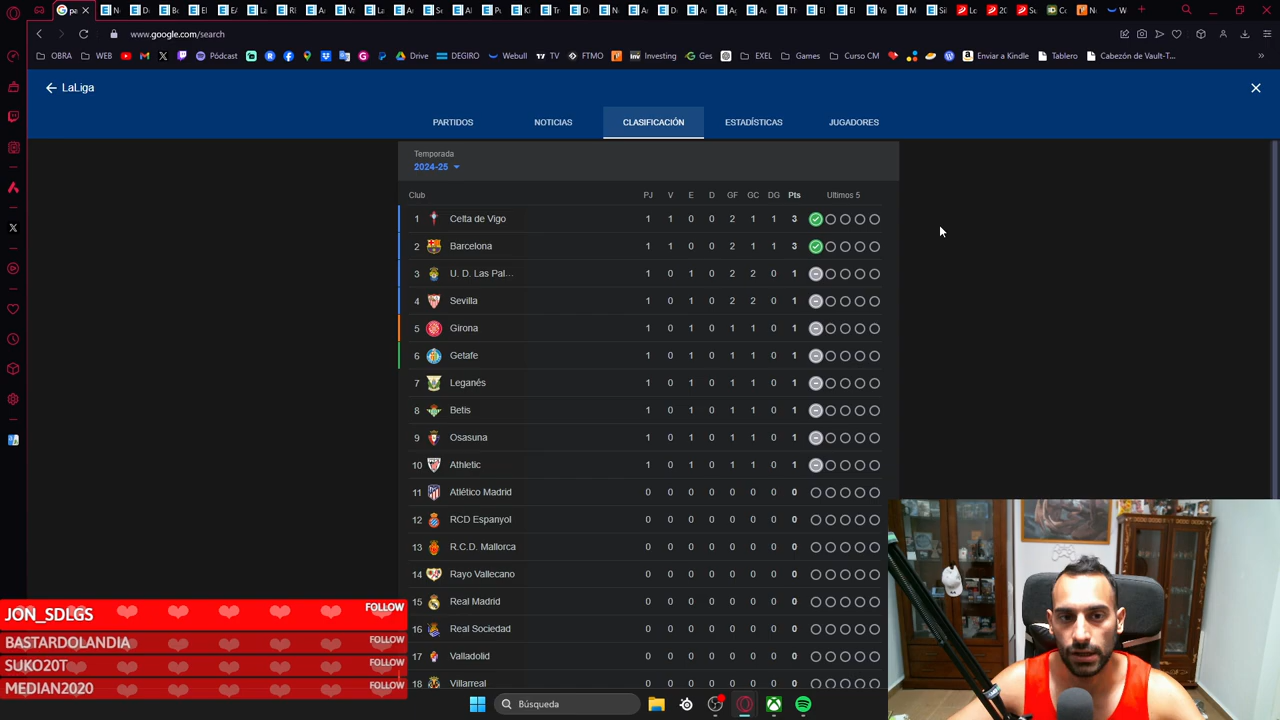 www.google.com/search
OBRA WEB Pódcast Drive DEGIRO Webull TV FTMO Investing Ges EXEL Games Curso CM Enviar a Kindle Tablero Cabezón de Valut-T...
LaLiga
PARTIDOS NOTICIAS CLASIFICACIÓN ESTADÍSTICAS JUGADORES
Temporada
2024-25
Club PJ V E D GF GC DG Pts Ultimos 5
1 Celta de Vigo 1 1 0 0 2 1 1 3
2 Barcelona 1 1 0 0 2 1 1 3
3 U. D. Las Pal... 1 0 1 0 2 2 0 1
4 Sevilla 1 0 1 0 2 2 0 1
5 Girona 1 0 1 0 1 1 0 1
6 Getafe 1 0 1 0 1 1 0 1
7 Leganés 1 0 1 0 1 1 0 1
8 Betis 1 0 1 0 1 1 0 1
9 Osasuna 1 0 1 0 1 1 0 1
10 Athletic 1 0 1 0 1 1 0 1
11 Atlético Madrid 0 0 0 0 0 0 0 0
12 RCD Espanyol 0 0 0 0 0 0 0 0
13 R.C.D. Mallorca 0 0 0 0 0 0 0 0
14 Rayo Vallecano 0 0 0 0 0 0 0 0
15 Real Madrid 0 0 0 0 0 0 0 0
16 Real Sociedad 0 0 0 0 0 0 0 0
17 Valladolid 0 0 0 0 0 0 0 0
18 Villarreal 0 0 0 0 0 0 0 0
JON_SDLGS FOLLOW
BASTARDOLANDIA FOLLOW
SUKO20T FOLLOW
MEDIAN2020 FOLLOW
Búsqueda